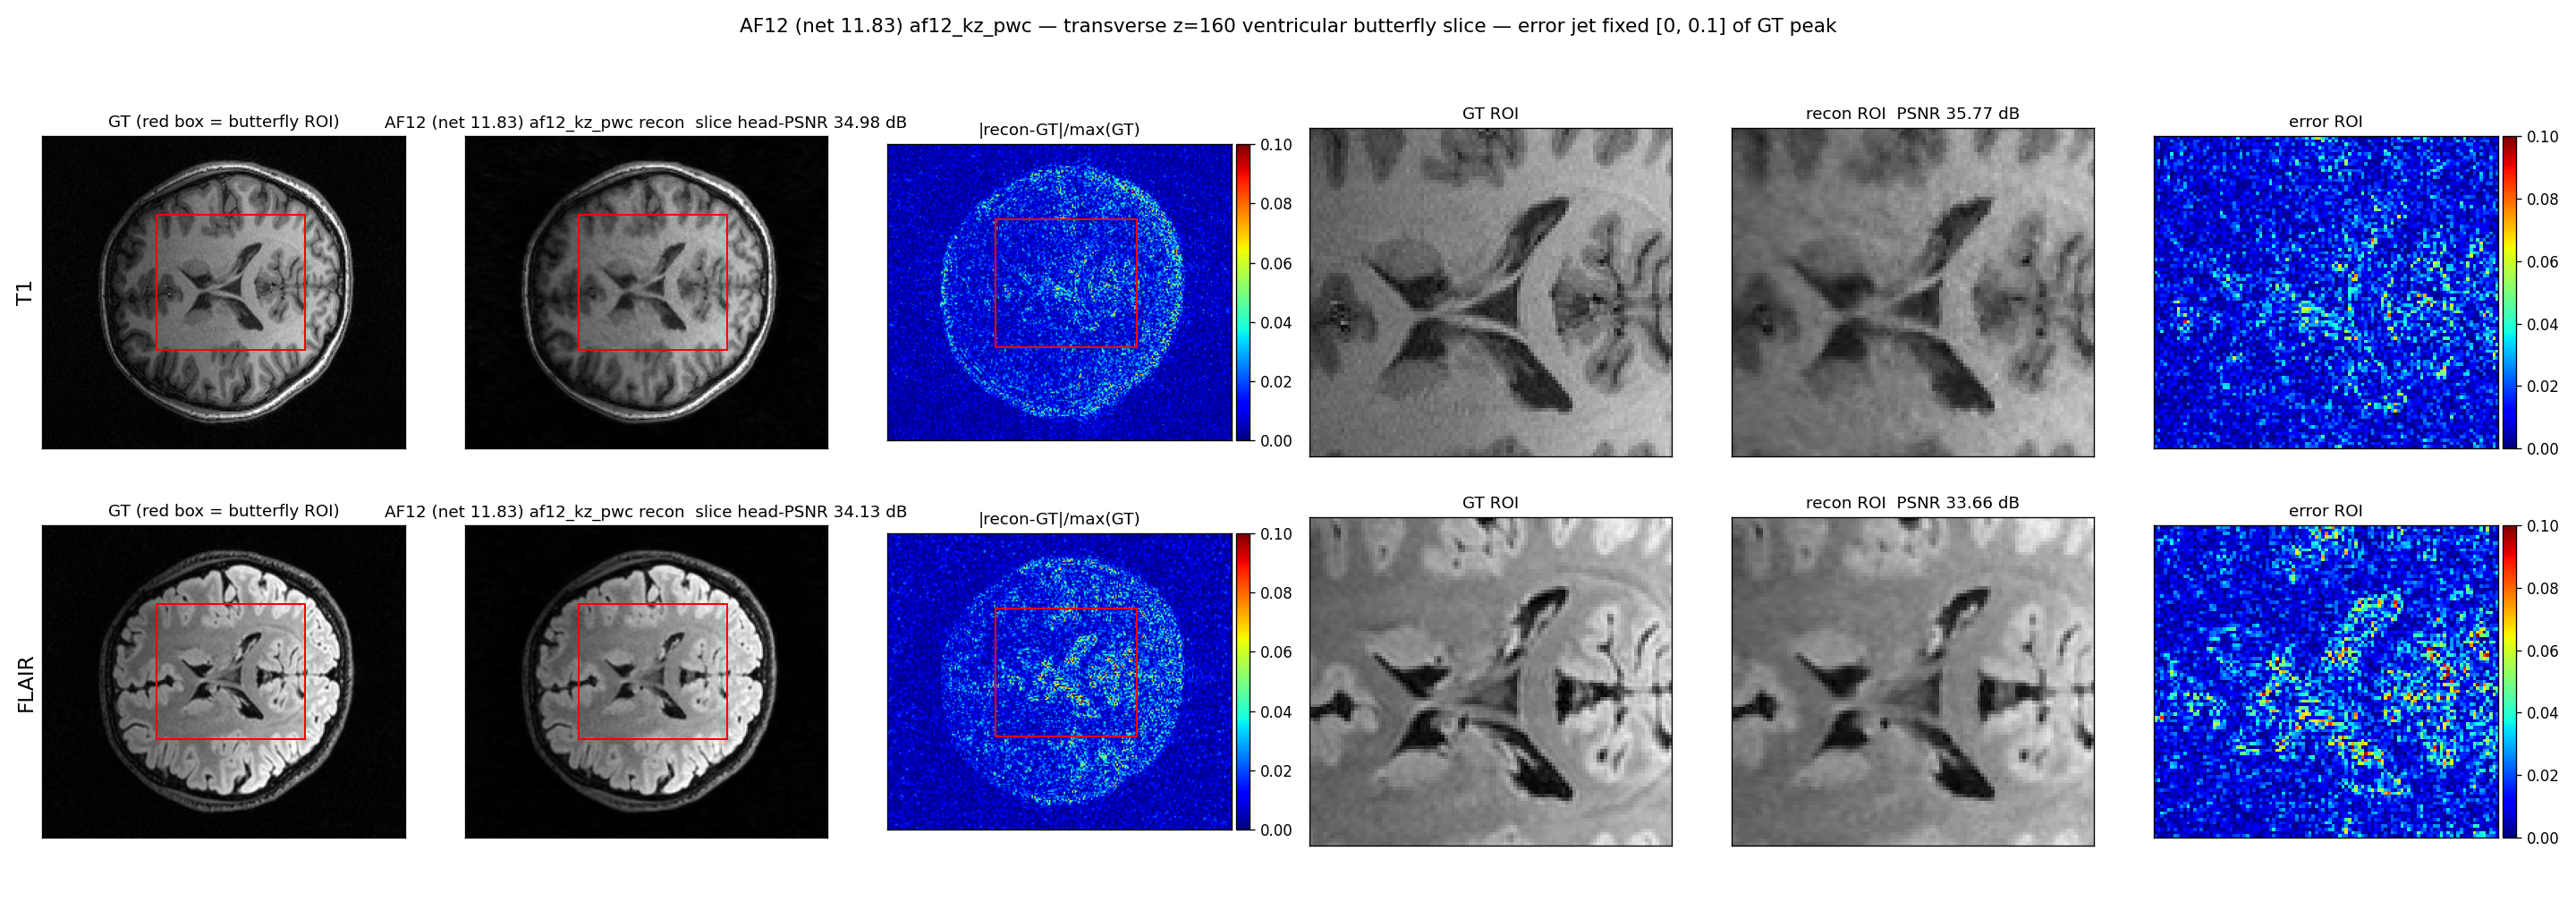 AF12 (net 11.83) af12_kz_pwc — transverse z=160 ventricular butterfly slice — error jet fixed [0, 0.1] of GT peak
GT (red box = butterfly ROI)
AF12 (net 11.83) af12_kz_pwc recon  slice head-PSNR 34.98 dB
|recon-GT|/max(GT)
GT ROI
recon ROI  PSNR 35.77 dB
error ROI
T1
0.10
0.08
0.06
0.04
0.02
0.00
0.10
0.08
0.06
0.04
0.02
0.00
GT (red box = butterfly ROI)
AF12 (net 11.83) af12_kz_pwc recon  slice head-PSNR 34.13 dB
|recon-GT|/max(GT)
GT ROI
recon ROI  PSNR 33.66 dB
error ROI
FLAIR
0.10
0.08
0.06
0.04
0.02
0.00
0.10
0.08
0.06
0.04
0.02
0.00